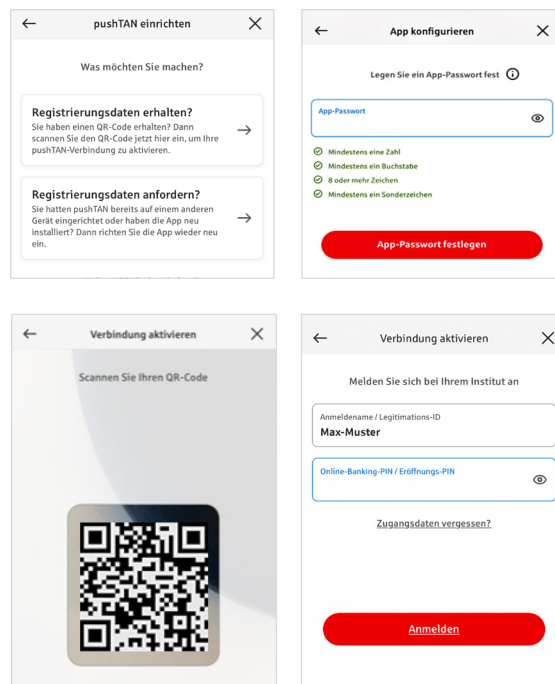 pushTAN einrichten
Was möchten Sie machen?
Registrierungsdaten erhalten?
Sie haben einen QR-Code erhalten? Dann
scannen Sie den QR-Code jetzt hier ein, um Ihre
pushTAN-Verbindung zu aktivieren.
Registrierungsdaten anfordern?
Sie hatten pushTAN bereits auf einem anderen
Gerät eingerichtet oder haben die App neu
installiert? Dann richten Sie die App wieder neu
ein.
App konfigurieren
Legen Sie ein App-Passwort fest
App-Passwort
Mindestens eine Zahl
Mindestens ein Buchstabe
8 oder mehr Zeichen
Mindestens ein Sonderzeichen
App-Passwort festlegen
Verbindung aktivieren
Scannen Sie Ihren QR-Code
Verbindung aktivieren
Melden Sie sich bei Ihrem Institut an
Anmeldename / Legitimations-ID
Max-Muster
Online-Banking-PIN / Eröffnungs-PIN
Zugangsdaten vergessen?
Anmelden